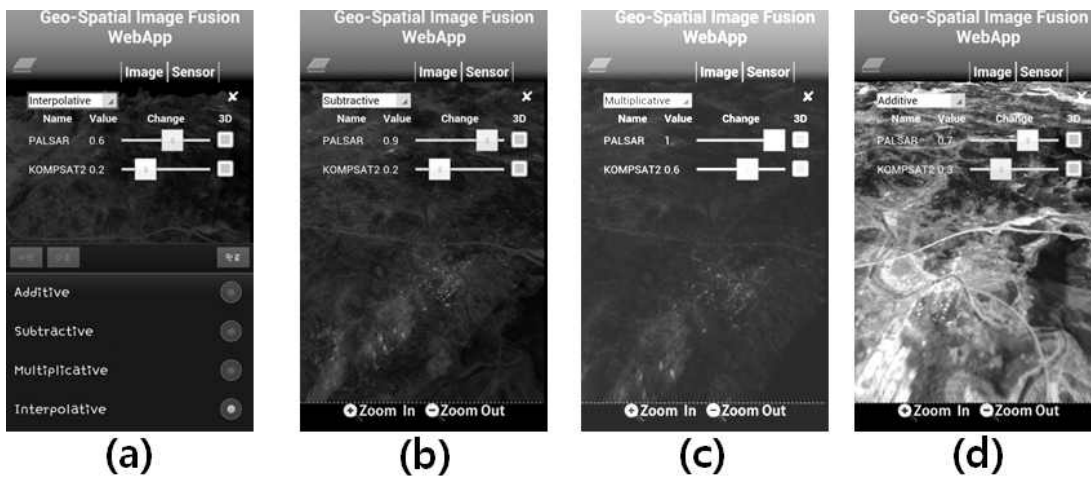 Geo-Spatial Image Fusion
WebApp
Image Sensor
Interpolative
Name Value Change 3D
PALSAR 0.6
KOMPSAT2 0.2
완료
Additive
Subtractive
Multiplicative
Interpolative
(a)
Geo-Spatial Image Fusion
WebApp
Image Sensor
Subtractive
Name Value Change 3D
PALSAR 0.9
KOMPSAT2 0.2
Zoom In Zoom Out
(b)
Geo-Spatial Image Fusion
WebApp
Image Sensor
Multiplicative
Name Value Change 3D
PALSAR 1
KOMPSAT2 0.6
Zoom In Zoom Out
(c)
Geo-Spatial Image Fusion
WebApp
Image Sensor
Additive
Name Value Change 3D
PALSAR 0.7
KOMPSAT2 0.3
Zoom In Zoom Out
(d)